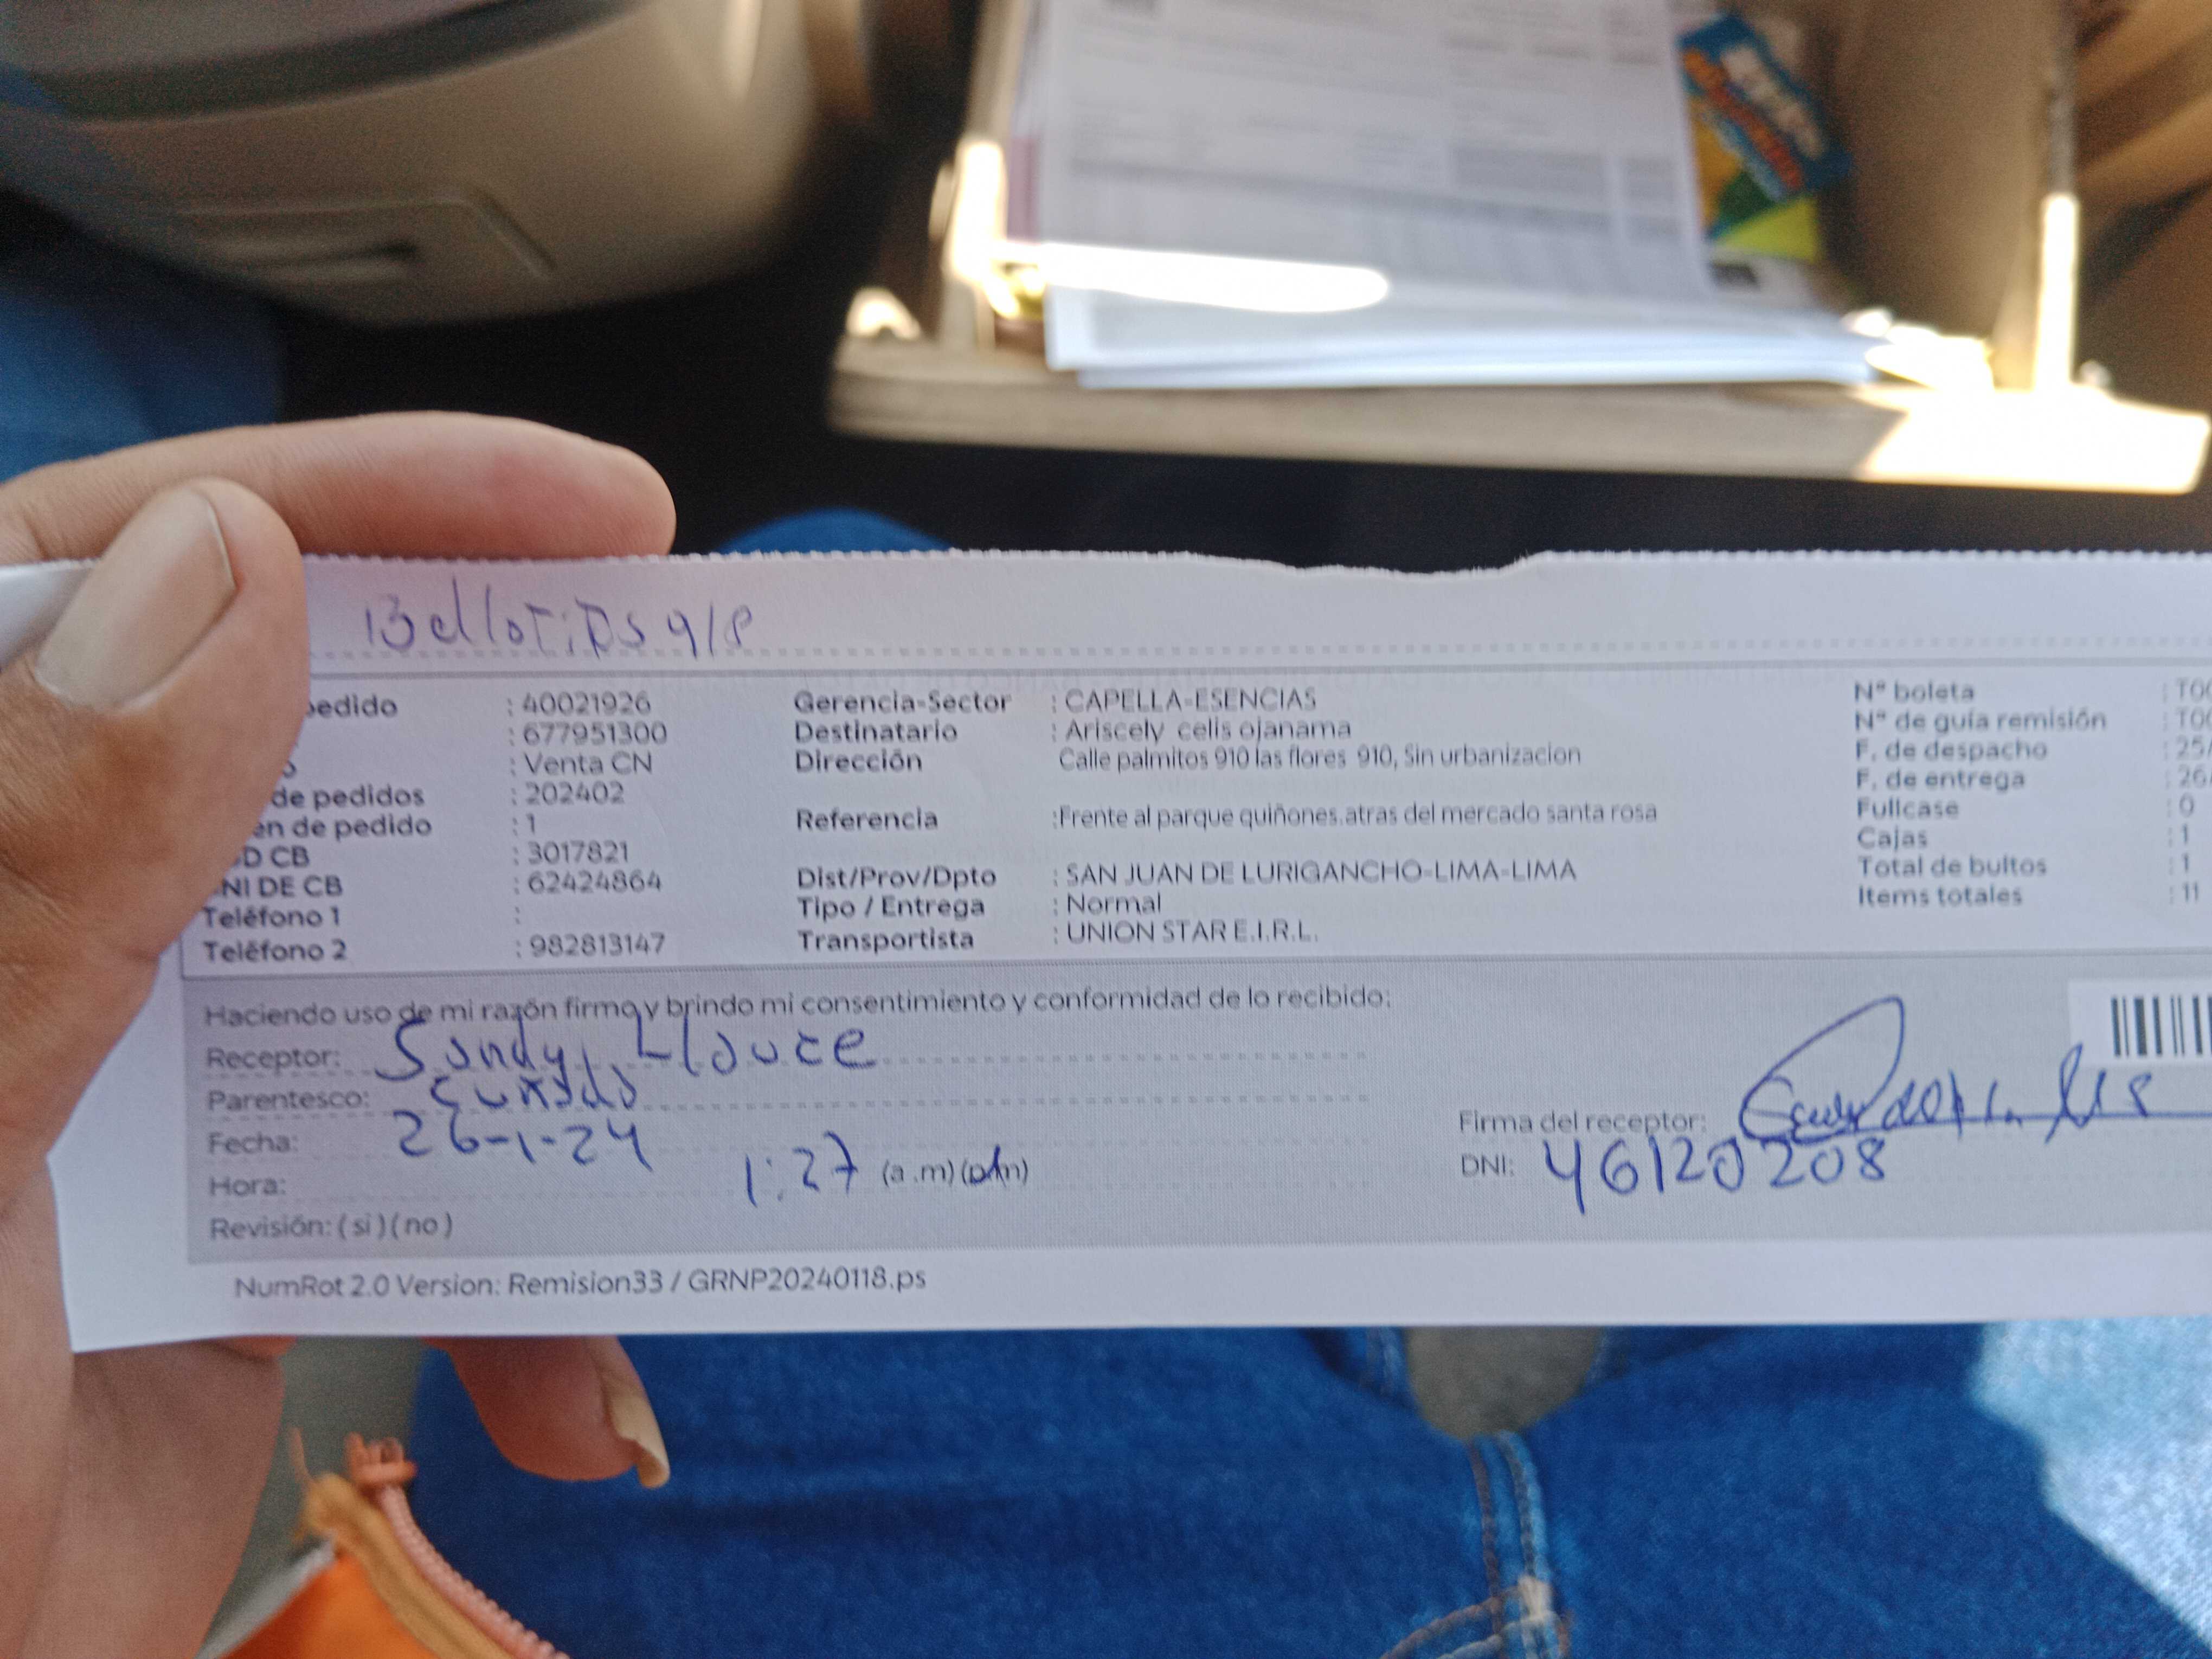 pedido : 40021926
: 677951300
: Venta CN
de pedidos : 202402
en de pedido : 1
CB : 3017821
DE CB : 62424864
Teléfono 1 :
Teléfono 2 : 982813147
Gerencia-Sector : CAPELLA-ESENCIAS
Destinatario : Ariscely celis ojanama
Dirección Calle palmitos 910 las flores 910, Sin urbanizacion
Referencia :Frente al parque quiñones.atras del mercado santa rosa
Dist/Prov/Dpto : SAN JUAN DE LURIGANCHO-LIMA-LIMA
Tipo / Entrega : Normal
Transportista : UNION STAR E.I.R.L.
N° boleta : T00
N° de guía remisión : T00
F. de despacho : 25/
F. de entrega : 26/
Fullcase : 0
Cajas : 1
Total de bultos : 1
Items totales : 11
Haciendo uso de mi razón firmo y brindo mi consentimiento y conformidad de lo recibido:
Receptor: Sandy
Parentesco: cuñado
Fecha: 26-1-24
Hora: 1:27 (a.m) (p.m)
Revisión: ( si ) ( no )
Firma del receptor:
DNI: 46120208
NumRot 2.0 Version: Remision33 / GRNP20240118.ps